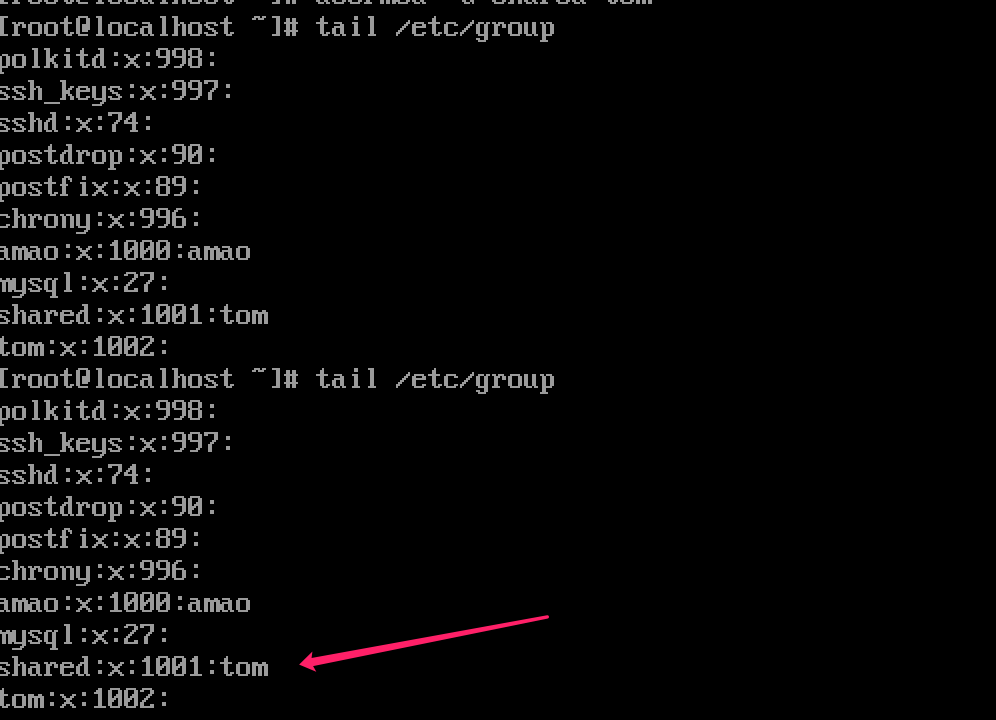 [root@localhost ~]# tail /etc/group
polkitd:x:998:
ssh_keys:x:997:
sshd:x:74:
postdrop:x:90:
postfix:x:89:
chrony:x:996:
amao:x:1000:amao
mysql:x:27:
shared:x:1001:tom
tom:x:1002:
[root@localhost ~]# tail /etc/group
polkitd:x:998:
ssh_keys:x:997:
sshd:x:74:
postdrop:x:90:
postfix:x:89:
chrony:x:996:
amao:x:1000:amao
mysql:x:27:
shared:x:1001:tom
tom:x:1002: